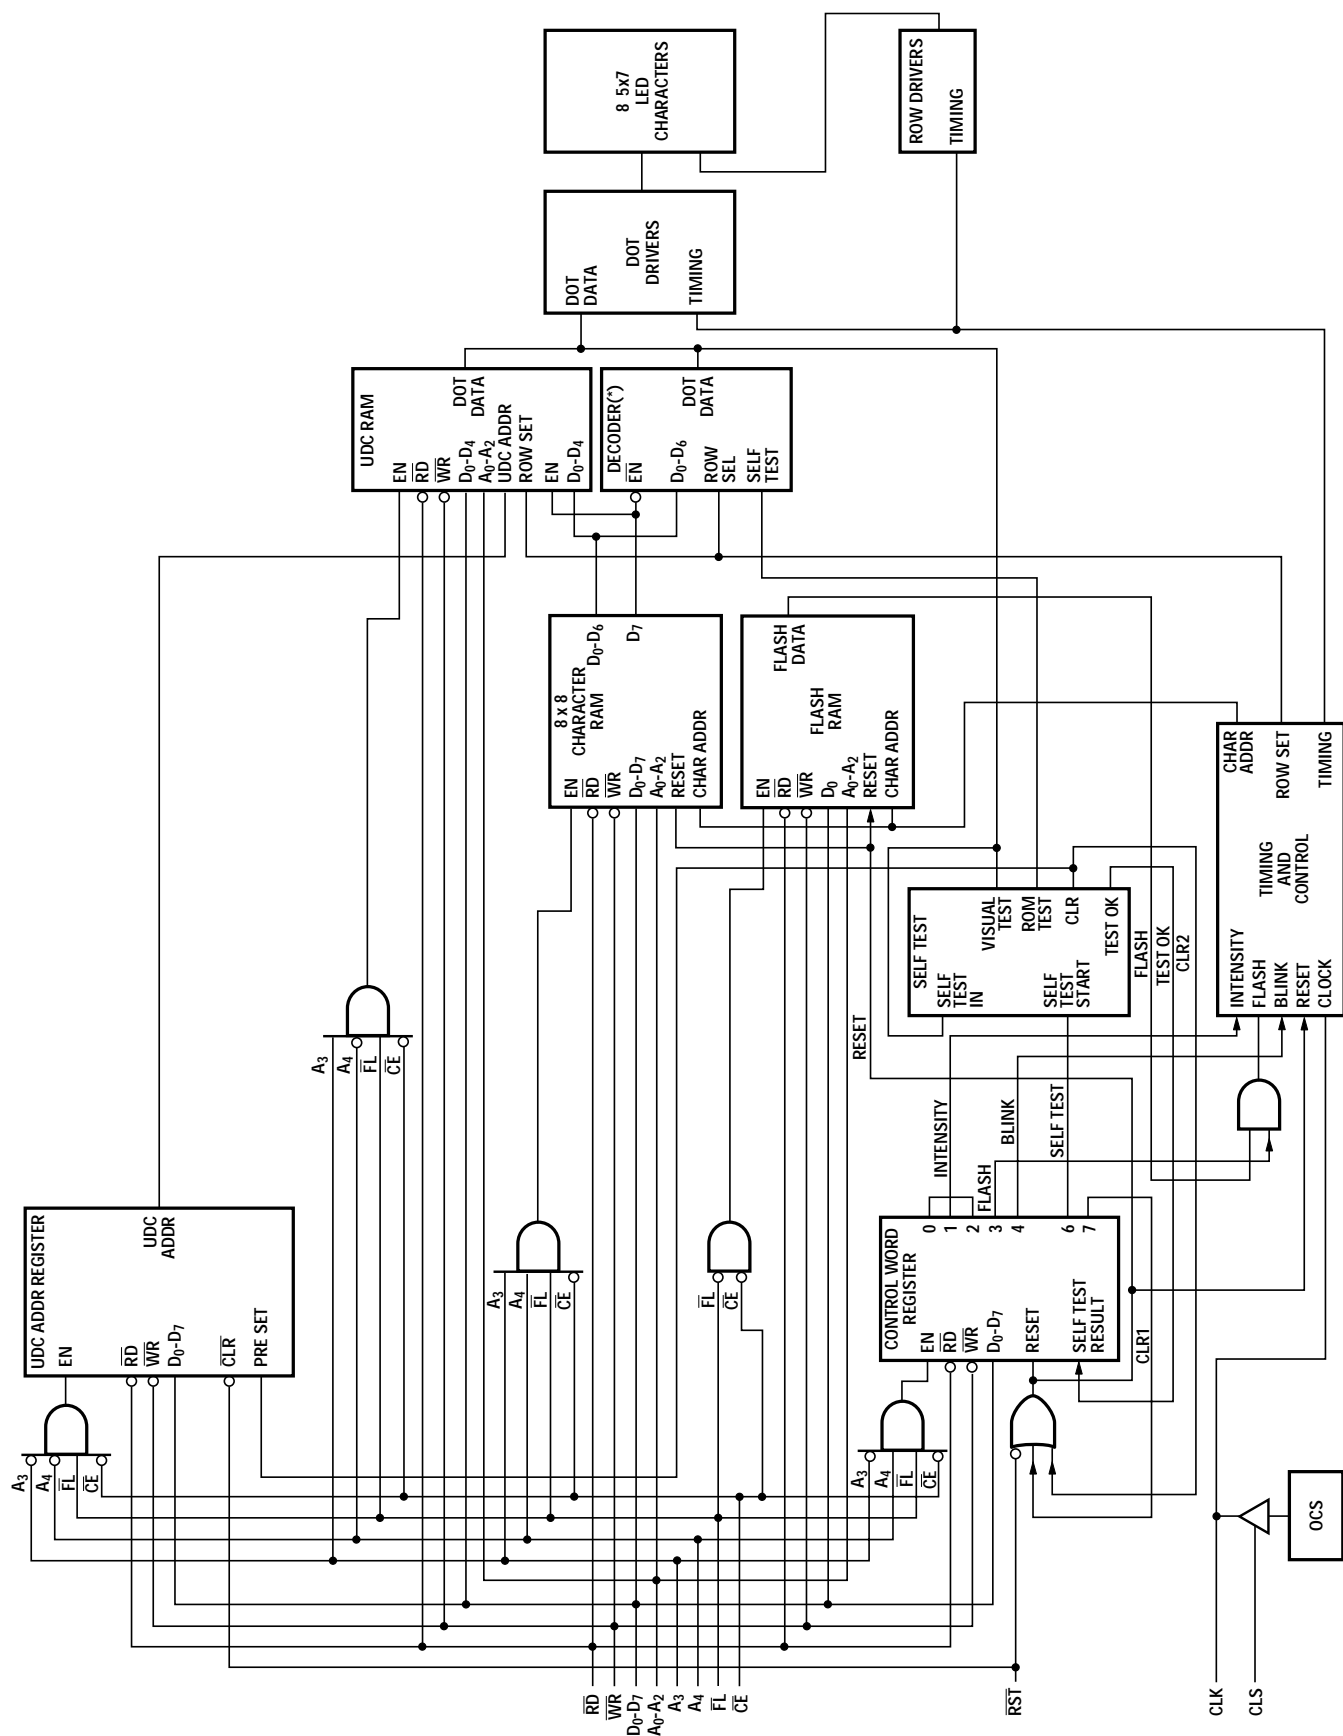 8 5x7
LED
CHARACTERS
ROW DRIVERS
TIMING
DOT
DATA
DOT
DRIVERS
TIMING
UDC RAM
EN
RD
WR
D0-D4
A0-A2
UDC ADDR
ROW SET
EN
D0-D4
DOT
DATA
DECODER(*)
EN
D0-D6
ROW
SEL
SELF
TEST
DOT
DATA
8 x 8
CHARACTER
RAM
D0-D6
D7
EN
RD
WR
D0-D7
A0-A2
RESET
CHAR ADDR
FLASH
DATA
FLASH
RAM
EN
RD
WR
D0
A0-A2
RESET
CHAR ADDR
CHAR
ADDR
ROW SET
TIMING
TIMING
AND
CONTROL
INTENSITY
FLASH
BLINK
RESET
CLOCK
SELF TEST
VISUAL
TEST
ROM
TEST
CLR
TEST OK
SELF
TEST
IN
SELF
TEST
START
FLASH
TEST OK
CLR2
A3
A4
FL
CE
RESET
INTENSITY
BLINK
SELF TEST
FLASH
UDC ADDR REGISTER
UDC
ADDR
EN
RD
WR
D0-D7
CLR
PRE SET
A3
A4
FL
CE
FL
CE
CONTROL WORD
REGISTER
0
1
2
3
4
6
7
EN
RD
WR
D0-D7
RESET
SELF TEST
RESULT
CLR1
A3
A4
FL
CE
A3
A4
FL
CE
OCS
RD
WR
D0-D7
A0-A2
A3
A4
FL
CE
RST
CLK
CLS